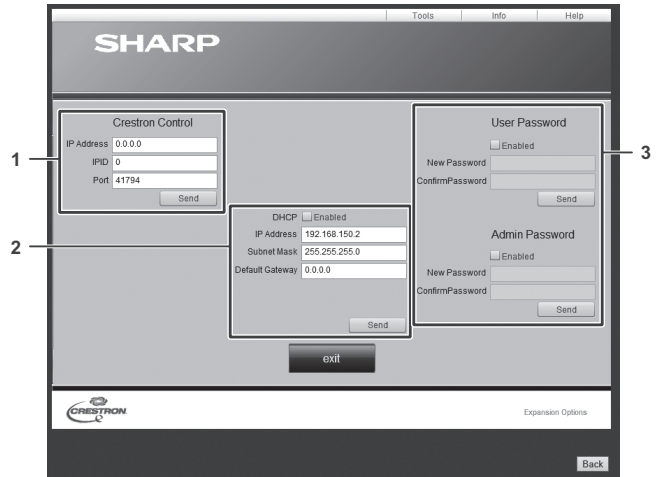 Tools Info Help
SHARP
1
Crestron Control
IP Address 0.0.0.0
IPID 0
Port 41794
Send
2
DHCP Enabled
IP Address 192.168.150.2
Subnet Mask 255.255.255.0
Default Gateway 0.0.0.0
Send
3
User Password
Enabled
New Password
ConfirmPassword
Send
Admin Password
Enabled
New Password
ConfirmPassword
Send
exit
CRESTRON
Expansion Options
Back